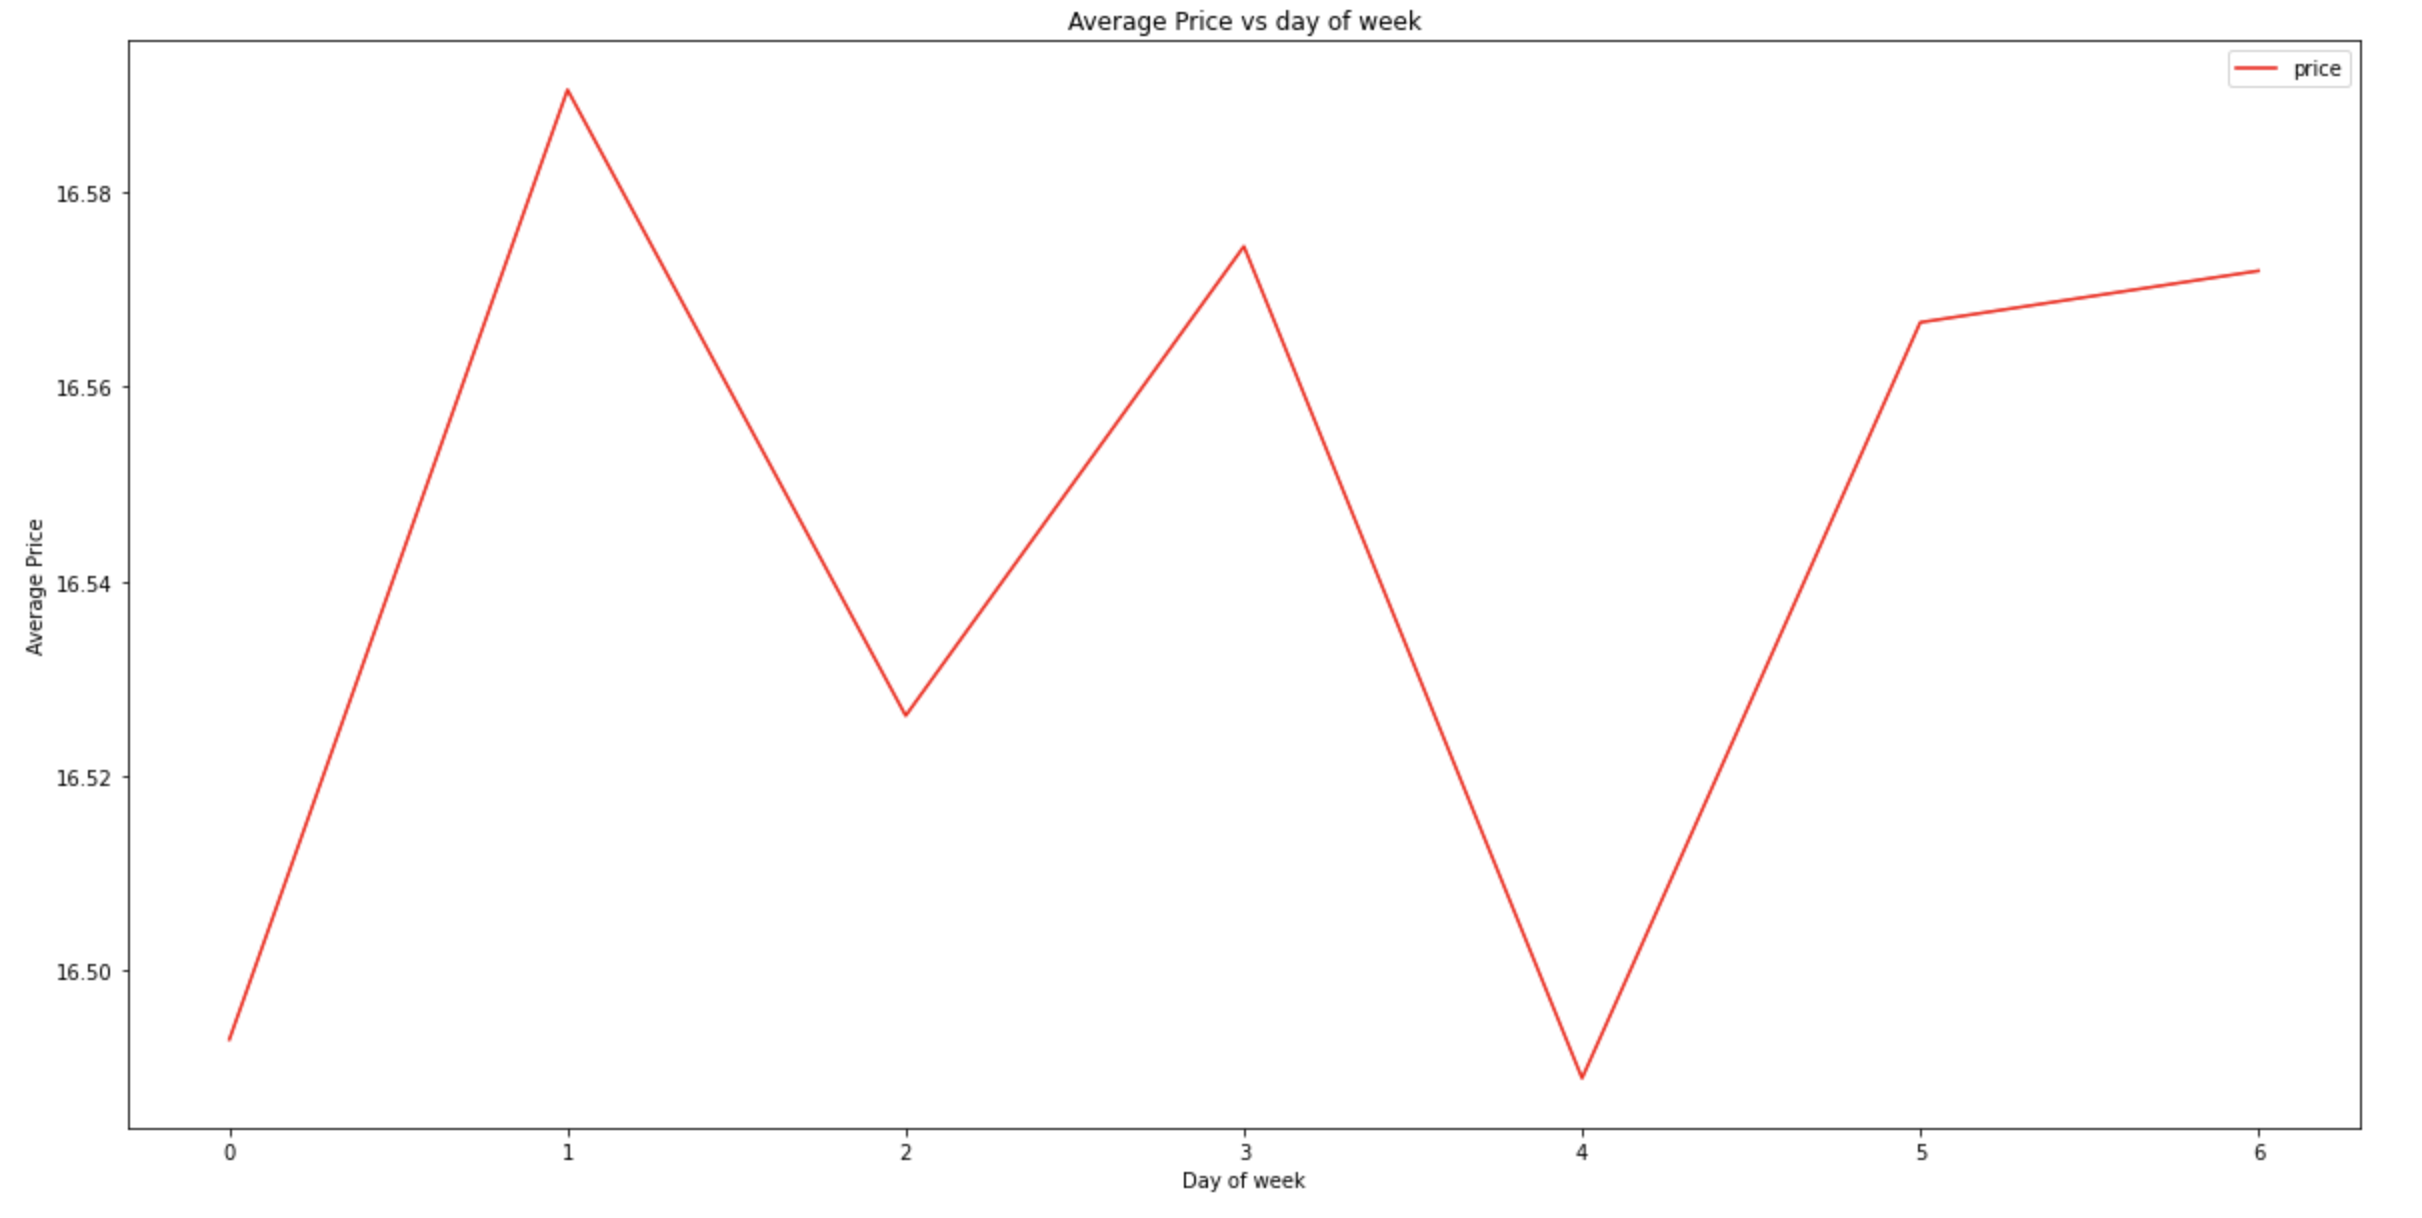 Average Price vs day of week
price
16.58
16.56
16.54
16.52
16.50
Average Price
0 1 2 3 4 5 6
Day of week